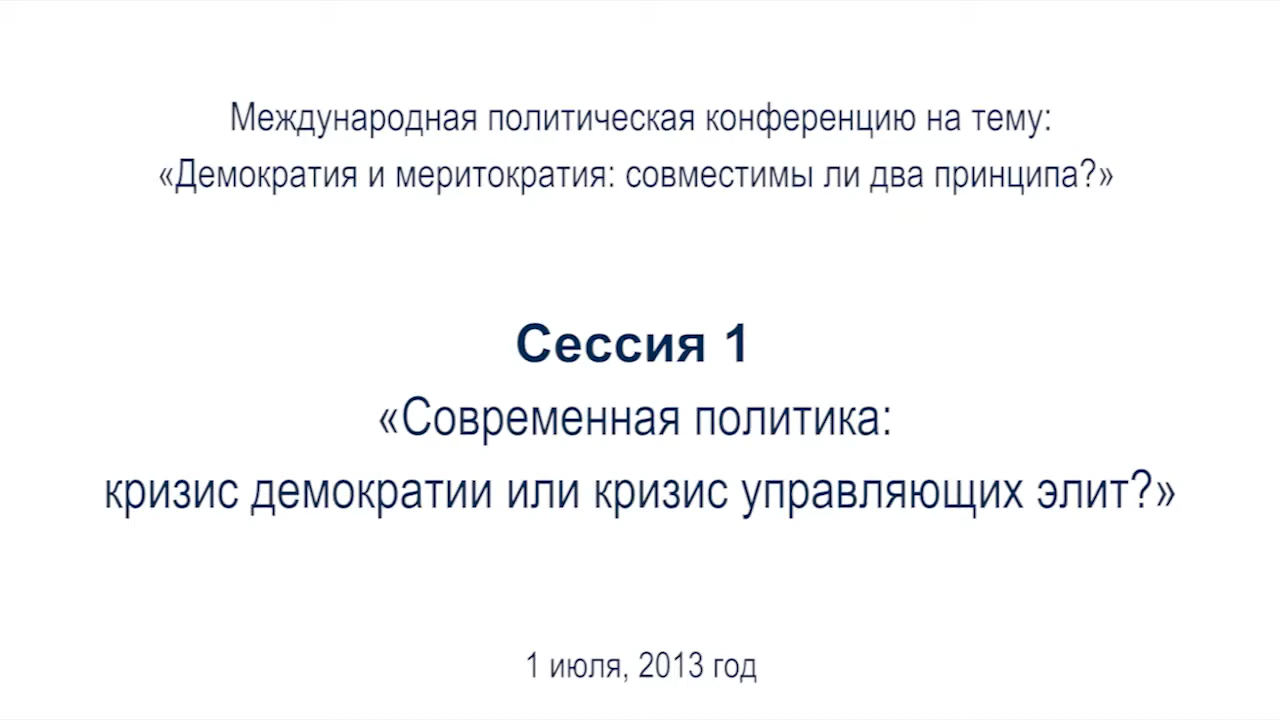 Международная политическая конференцию на тему:
«Демократия и меритократия: совместимы ли два принципа?»
Сессия 1
«Современная политика:
кризис демократии или кризис управляющих элит?»
1 июля, 2013 год